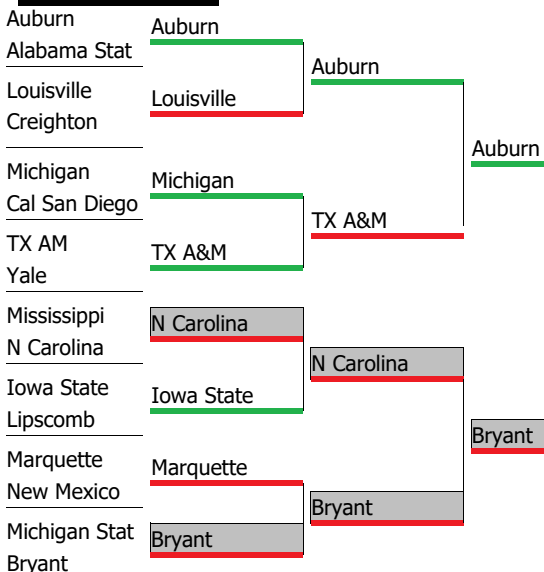 Auburn
Alabama Stat
Louisville
Creighton
Michigan
Cal San Diego
TX AM
Yale
Mississippi
N Carolina
Iowa State
Lipscomb
Marquette
New Mexico
Michigan Stat
Bryant
Auburn
Louisville
Michigan
TX A&M
N Carolina
Iowa State
Marquette
Bryant
Auburn
TX A&M
N Carolina
Bryant
Auburn
Bryant